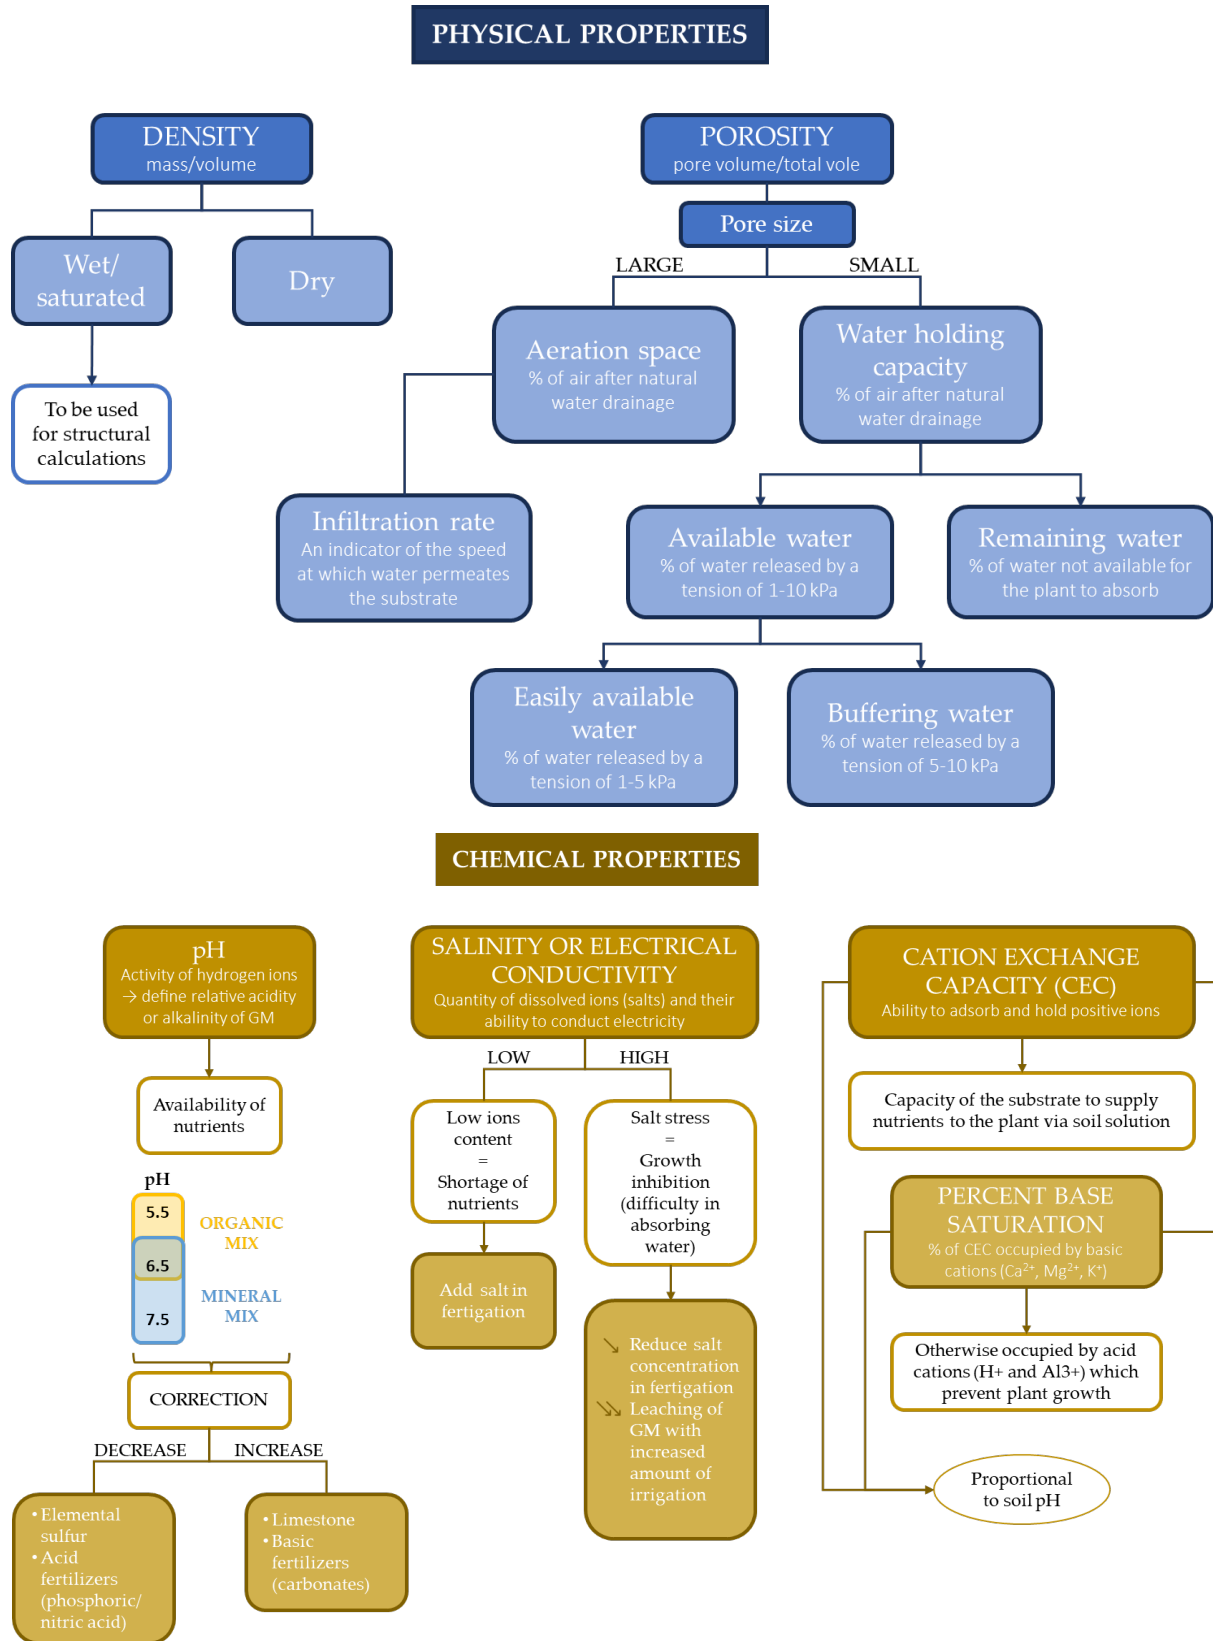 PHYSICAL PROPERTIES
DENSITY
mass/volume
POROSITY
pore volume/total vole
Pore size
LARGE
SMALL
Wet/
saturated
Dry
To be used
for structural
calculations
Aeration space
% of air after natural
water drainage
Water holding
capacity
% of air after natural
water drainage
Infiltration rate
An indicator of the speed
at which water permeates
the substrate
Available water
% of water released by a
tension of 1-10 kPa
Remaining water
% of water not available for
the plant to absorb
Easily available
water
% of water released by a
tension of 1-5 kPa
Buffering water
% of water released by a
tension of 5-10 kPa
CHEMICAL PROPERTIES
pH
Activity of hydrogen ions
→ define relative acidity
or alkalinity of GM
Availability of
nutrients
pH
5.5
6.5
7.5
ORGANIC
MIX
MINERAL
MIX
CORRECTION
DECREASE
INCREASE
• Elemental
sulfur
• Acid
fertilizers
(phosphoric/
nitric acid)
• Limestone
• Basic
fertilizers
(carbonates)
SALINITY OR ELECTRICAL
CONDUCTIVITY
Quantity of dissolved ions (salts) and their
ability to conduct electricity
LOW
HIGH
Low ions
content
=
Shortage of
nutrients
Add salt in
fertigation
Salt stress
=
Growth
inhibition
(difficulty in
absorbing
water)
↘ Reduce salt
concentration
in fertigation
↘↘ Leaching of
GM with
increased
amount of
irrigation
CATION EXCHANGE
CAPACITY (CEC)
Ability to adsorb and hold positive ions
Capacity of the substrate to supply
nutrients to the plant via soil solution
PERCENT BASE
SATURATION
% of CEC occupied by basic
cations (Ca²⁺, Mg²⁺, K⁺)
Otherwise occupied by acid
cations (H+ and Al3+) which
prevent plant growth
Proportional
to soil pH